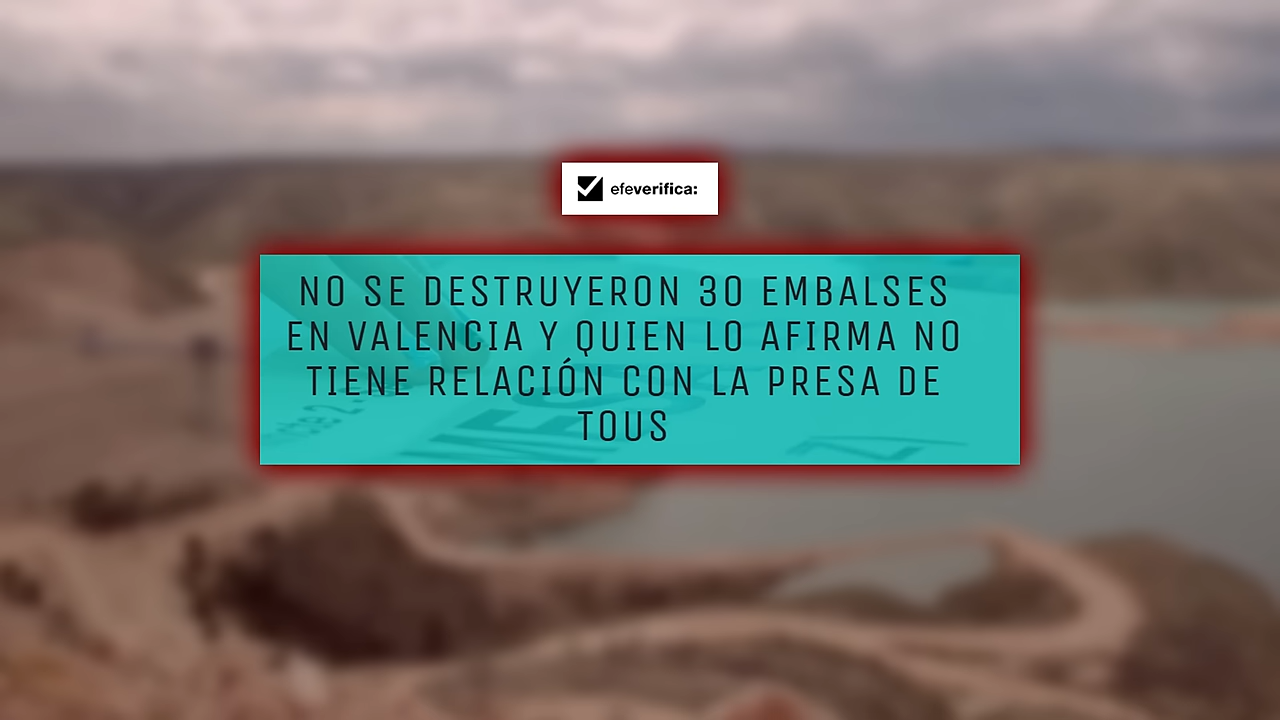 efeverifica:
NO SE DESTRUYERON 30 EMBALSES
EN VALENCIA Y QUIEN LO AFIRMA NO
TIENE RELACIÓN CON LA PRESA DE
TOUS